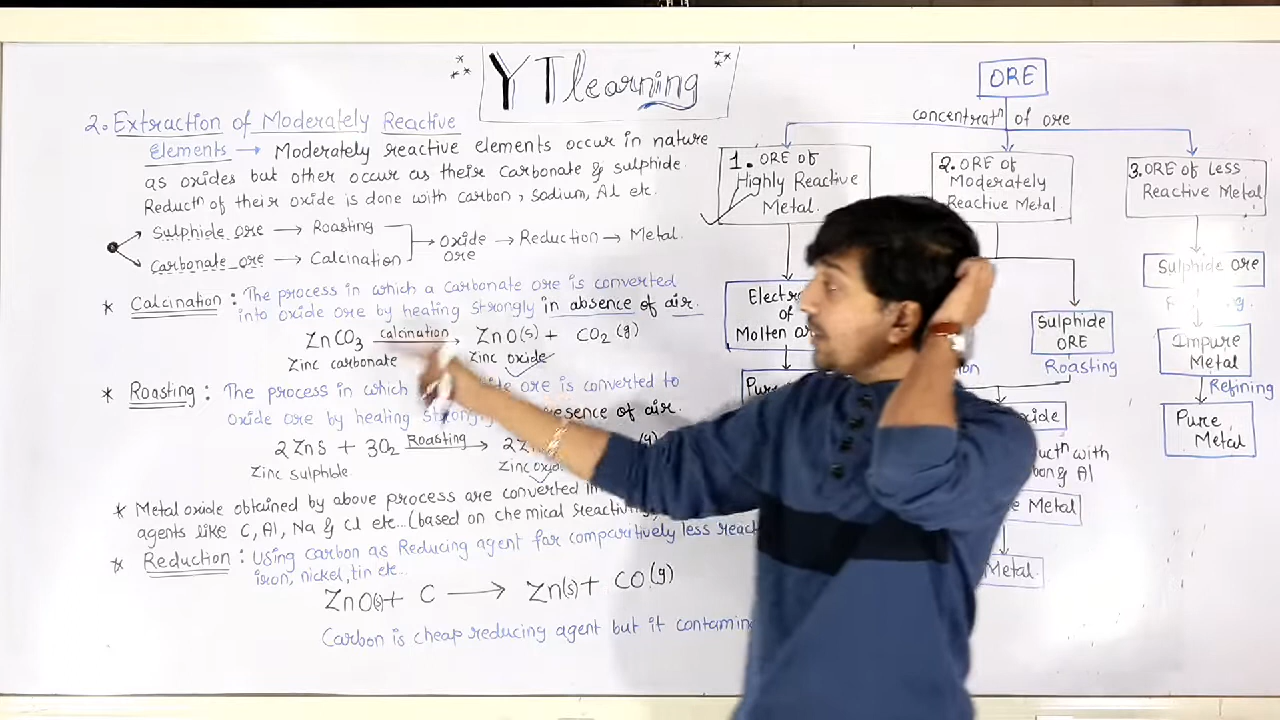 YTlearning
2. Extraction of Moderately Reactive
Elements → Moderately reactive elements occur in nature
as oxides but other occur as their Carbonate & sulphide.
Reductⁿ of their oxide is done with carbon, Sodium, Al etc.
Sulphide ore → Roasting
Carbonate ore → Calcination
→ oxide ore → Reduction → Metal.
* Calcination : The process in which a carbonate ore is converted
into oxide ore by heating strongly in absence of air.
ZnCO3 calcination → ZnO(s) + CO2(g)
Zinc carbonate Zinc oxide
* Roasting : The process in which ore is converted to
oxide ore by heating strongly of air.
2ZnS + 3O2 Roasting → 2
Zinc sulphide Zinc
* Metal oxide obtained by above process are converted
agents like C, Al, Na & Cl etc...(based on chemical
* Reduction : Using carbon as Reducing agent for comparitively less
iron, nickel, tin etc...
ZnO(s) + C → Zn(s) + CO(g)
Carbon is cheap reducing agent but it
ORE
concentratⁿ of ore
1. ORE of
Highly Reactive
Metal.
Molten
2. ORE of
Moderately
Reactive Metal
Sulphide
ORE
Roasting
with
& Al
Metal
Metal.
3. ORE of Less
Reactive Metal
Sulphide Ore
Impure
Metal
Refining
Pure
Metal